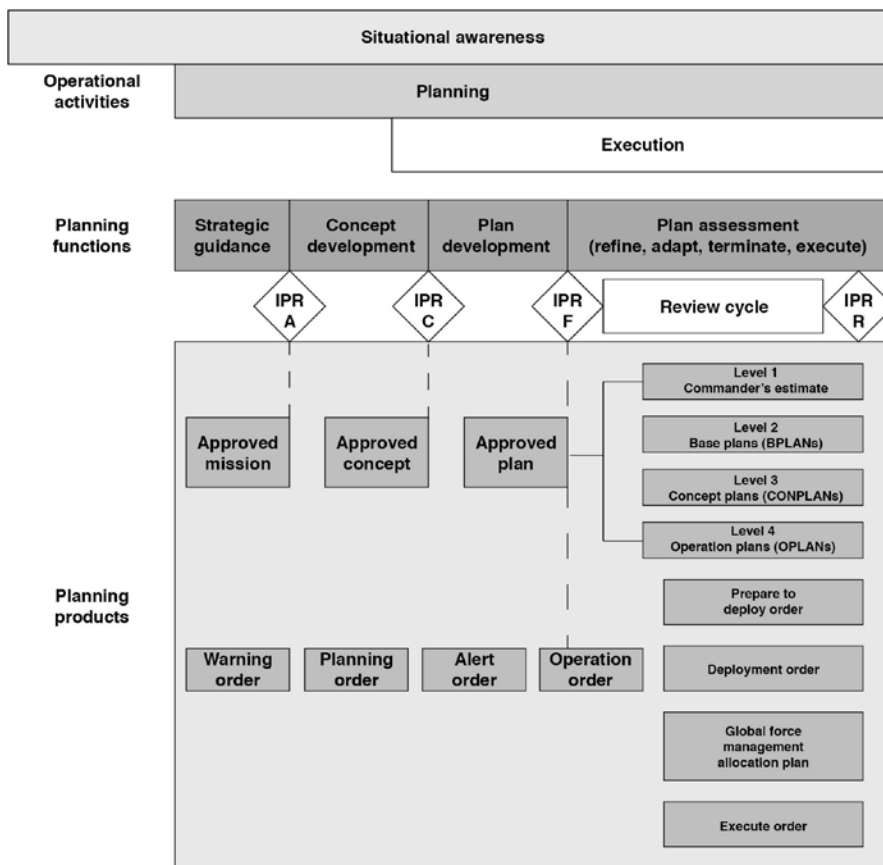 Situational awareness
Operational
activities
Planning
Execution
Planning
functions
Strategic
guidance
Concept
development
Plan
development
Plan assessment
(refine, adapt, terminate, execute)
IPR
A
IPR
C
IPR
F
Review cycle
IPR
R
Level 1
Commander's estimate
Approved
mission
Approved
concept
Approved
plan
Level 2
Base plans (BPLANs)
Level 3
Concept plans (CONPLANs)
Level 4
Operation plans (OPLANs)
Planning
products
Prepare to
deploy order
Warning
order
Planning
order
Alert
order
Operation
order
Deployment order
Global force
management
allocation plan
Execute order